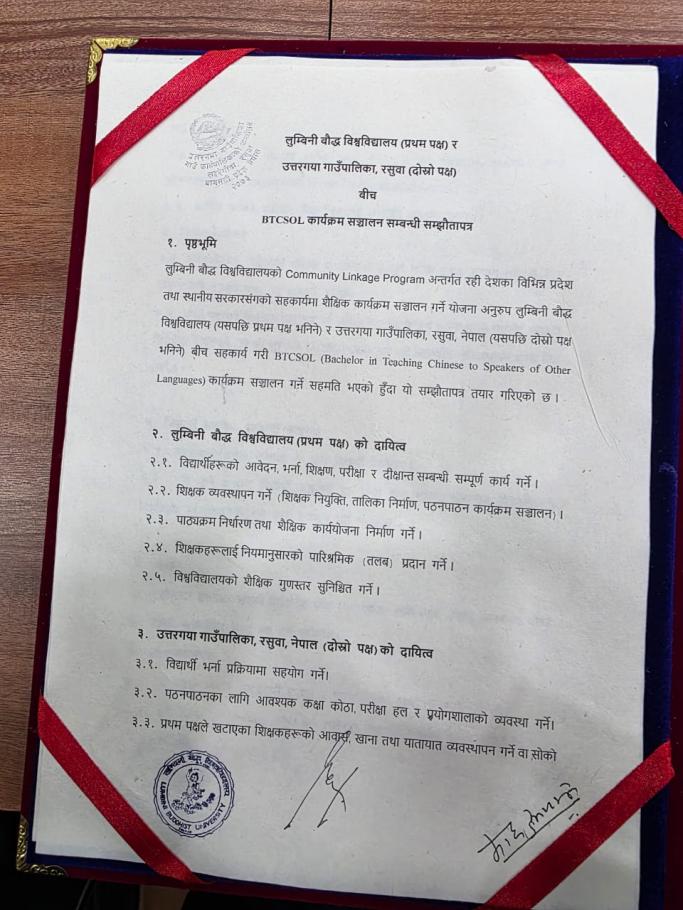 लुम्बिनी बौद्ध विश्वविद्यालय (प्रथम पक्ष) र
उत्तरगया गाउँपालिका, रसुवा (दोस्रो पक्ष)
बीच
BTCSOL कार्यक्रम सञ्चालन सम्बन्धी सम्झौतापत्र
१. पृष्ठभूमि
लुम्बिनी बौद्ध विश्वविद्यालयको Community Linkage Program अन्तर्गत रही देशका विभिन्न प्रदेश
तथा स्थानीय सरकारसंगको सहकार्यमा शैक्षिक कार्यक्रम सञ्चालन गर्ने योजना अनुरुप लुम्बिनी बौद्ध
विश्वविद्यालय (यसपछि प्रथम पक्ष भनिने) र उत्तरगया गाउँपालिका, रसुवा, नेपाल (यसपछि दोस्रो पक्ष
भनिने) बीच सहकार्य गरी BTCSOL (Bachelor in Teaching Chinese to Speakers of Other
Languages) कार्यक्रम सञ्चालन गर्ने सहमति भएको हुँदा यो सम्झौतापत्र तयार गरिएको छ।
२. लुम्बिनी बौद्ध विश्वविद्यालय (प्रथम पक्ष) को दायित्व
२.१. विद्यार्थीहरूको आवेदन, भर्ना, शिक्षण, परीक्षा र दीक्षान्त सम्बन्धी सम्पूर्ण कार्य गर्ने।
२.२. शिक्षक व्यवस्थापन गर्ने (शिक्षक नियुक्ति, तालिका निर्माण, पठनपाठन कार्यक्रम सञ्चालन)।
२.३. पाठ्यक्रम निर्धारण तथा शैक्षिक कार्ययोजना निर्माण गर्ने।
२.४. शिक्षकहरूलाई नियमानुसारको पारिश्रमिक (तलब) प्रदान गर्ने।
२.५. विश्वविद्यालयको शैक्षिक गुणस्तर सुनिश्चित गर्ने।
३. उत्तरगया गाउँपालिका, रसुवा, नेपाल (दोस्रो पक्ष) को दायित्व
३.१. विद्यार्थी भर्ना प्रक्रियामा सहयोग गर्ने।
३.२. पठनपाठनका लागि आवश्यक कक्षा कोठा, परीक्षा हल र प्रयोगशालाको व्यवस्था गर्ने।
३.३. प्रथम पक्षले खटाएका शिक्षकहरूको आवास, खाना तथा यातायात व्यवस्थापन गर्ने वा सोको
LUMBINI BUDDHIST UNIVERSITY